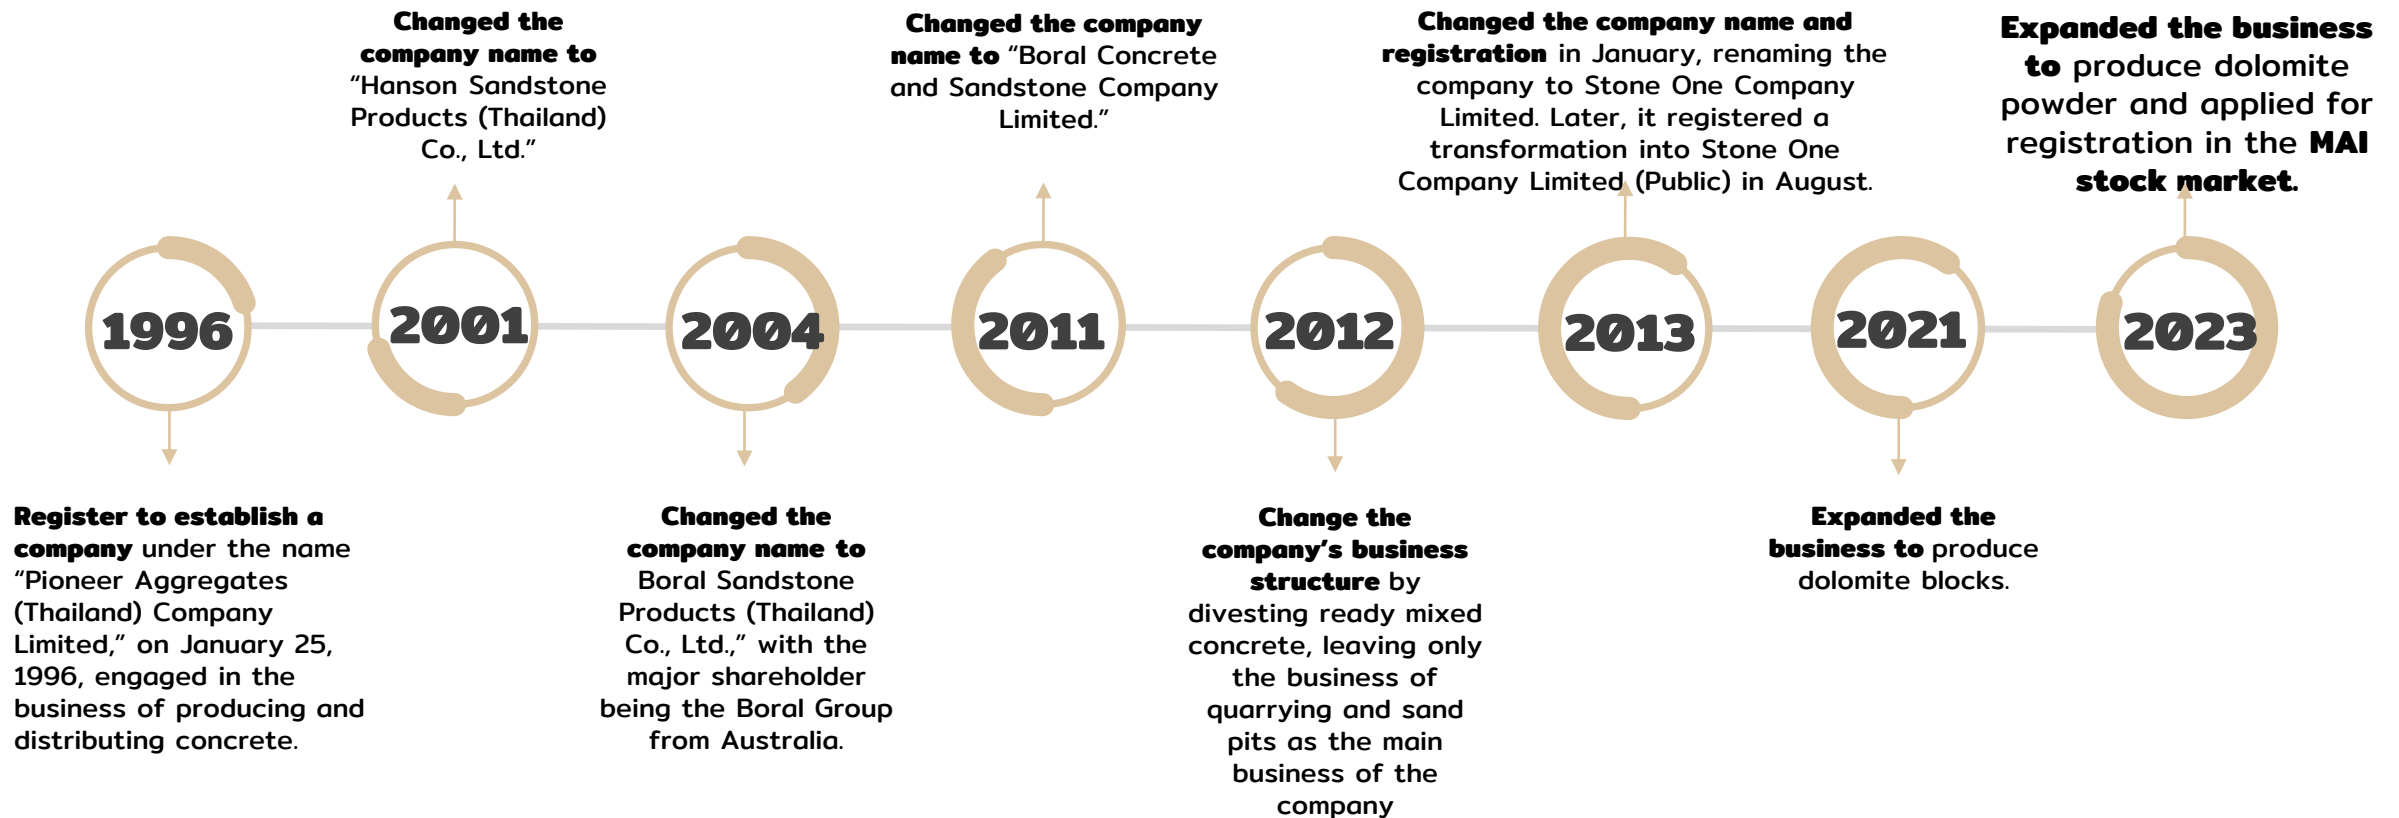 Changed the
company name to
“Hanson Sandstone
Products (Thailand)
Co., Ltd.”
Changed the company
name to “Boral Concrete
and Sandstone Company
Limited.”
Changed the company name and
registration in January, renaming the
company to Stone One Company
Limited. Later, it registered a
transformation into Stone One
Company Limited (Public) in August.
Expanded the business
to produce dolomite
powder and applied for
registration in the MAI
stock market.
1996
2001
2004
2011
2012
2013
2021
2023
Register to establish a
company under the name
“Pioneer Aggregates
(Thailand) Company
Limited,” on January 25,
1996, engaged in the
business of producing and
distributing concrete.
Changed the
company name to
Boral Sandstone
Products (Thailand)
Co., Ltd.,” with the
major shareholder
being the Boral Group
from Australia.
Change the
company’s business
structure by
divesting ready mixed
concrete, leaving only
the business of
quarrying and sand
pits as the main
business of the
company
Expanded the
business to produce
dolomite blocks.